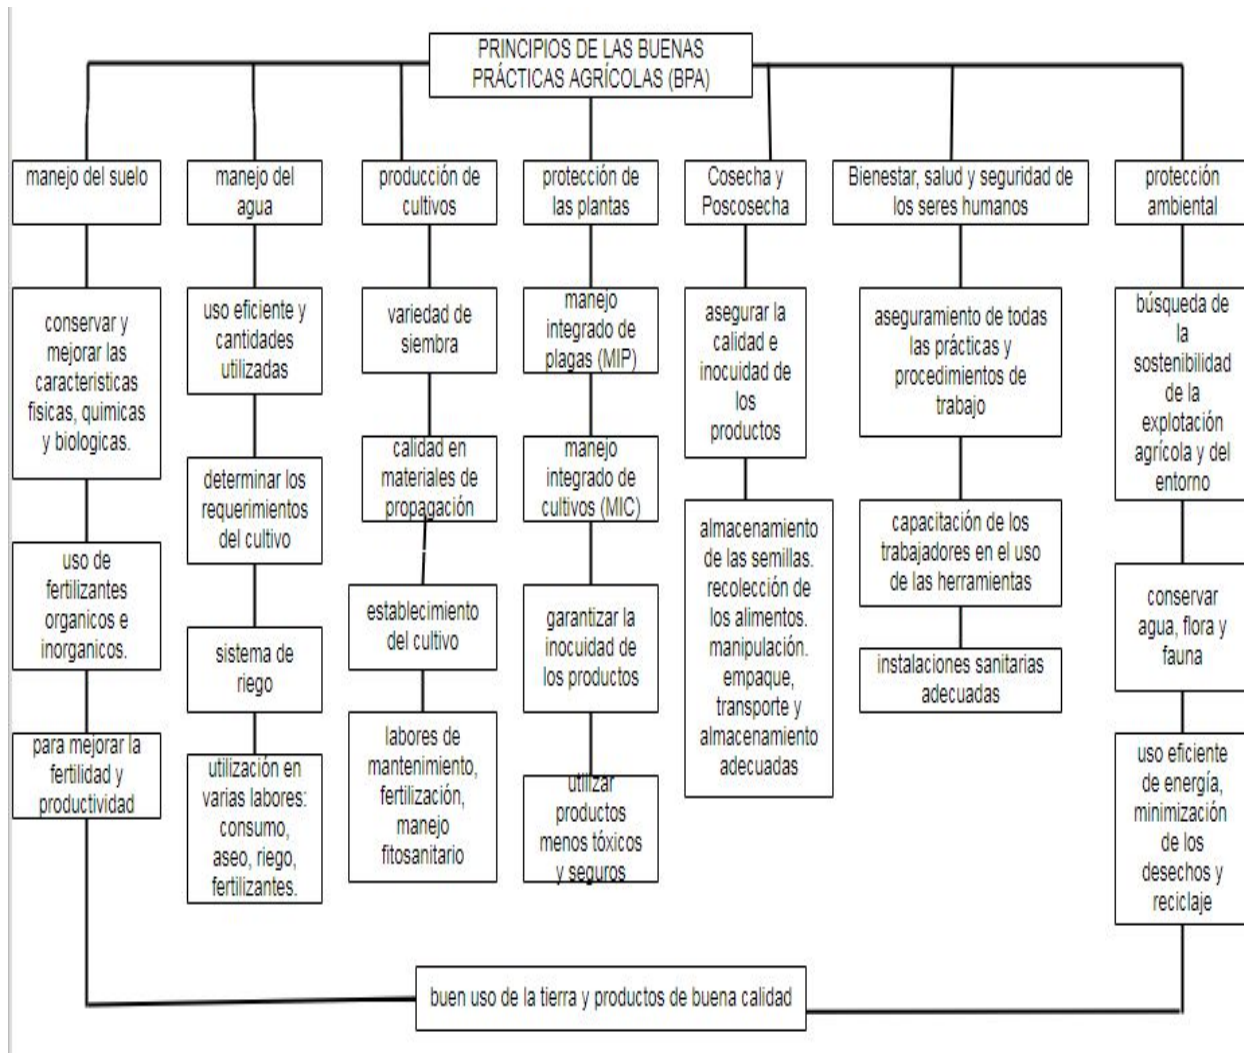 PRINCIPIOS DE LAS BUENAS
PRÁCTICAS AGRÍCOLAS (BPA)
manejo del suelo
conservar y
mejorar las
caracteristicas
fisicas, quimicas
y biologicas.
uso de
fertilizantes
organicos e
inorganicos.
para mejorar la
fertilidad y
productividad
manejo del
agua
uso eficiente y
cantidades
utilizadas
determinar los
requerimientos
del cultivo
sistema de
riego
utilización en
varias labores:
consumo,
aseo, riego,
fertilizantes.
producción de
cultivos
variedad de
siembra
calidad en
materiales de
propagación
establecimiento
del cultivo
labores de
mantenimiento,
fertilización,
manejo
fitosanitario
protección de
las plantas
manejo
integrado de
plagas (MIP)
manejo
integrado de
cultivos (MIC)
garantizar la
inocuidad de
los productos
utilizar
productos
menos tóxicos
y seguros
Cosecha y
Poscosecha
asegurar la
calidad e
inocuidad de
los
productos
almacenamiento
de las semillas.
recolección de
los alimentos.
manipulación.
empaque,
transporte y
almacenamiento
adecuadas
Bienestar, salud y seguridad de
los seres humanos
aseguramiento de todas
las prácticas y
procedimientos de
trabajo
capacitación de los
trabajadores en el uso
de las herramientas
instalaciones sanitarias
adecuadas
protección
ambiental
búsqueda de
la
sostenibilidad
de la
explotación
agrícola y del
entorno
conservar
agua, flora y
fauna
uso eficiente
de energía,
minimización
de los
desechos y
reciclaje
buen uso de la tierra y productos de buena calidad